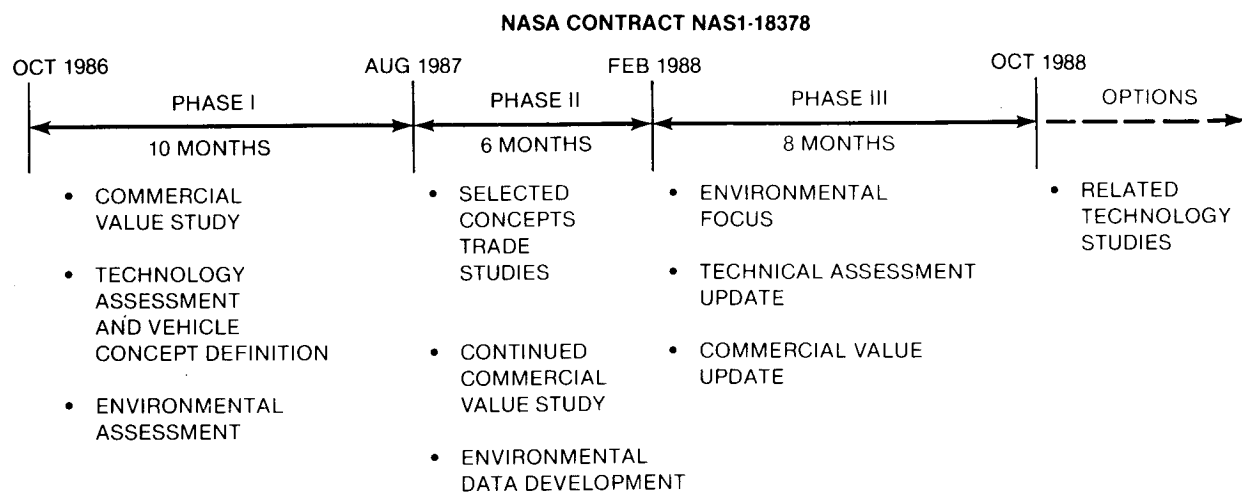 NASA CONTRACT NAS1-18378
OCT 1986
AUG 1987
FEB 1988
OCT 1988
PHASE I
PHASE II
PHASE III
OPTIONS
10 MONTHS
6 MONTHS
8 MONTHS
• COMMERCIAL
VALUE STUDY
• TECHNOLOGY
ASSESSMENT
AND VEHICLE
CONCEPT DEFINITION
• ENVIRONMENTAL
ASSESSMENT
• SELECTED
CONCEPTS
TRADE
STUDIES
• CONTINUED
COMMERCIAL
VALUE STUDY
• ENVIRONMENTAL
DATA DEVELOPMENT
• ENVIRONMENTAL
FOCUS
• TECHNICAL ASSESSMENT
UPDATE
• COMMERCIAL VALUE
UPDATE
• RELATED
TECHNOLOGY
STUDIES